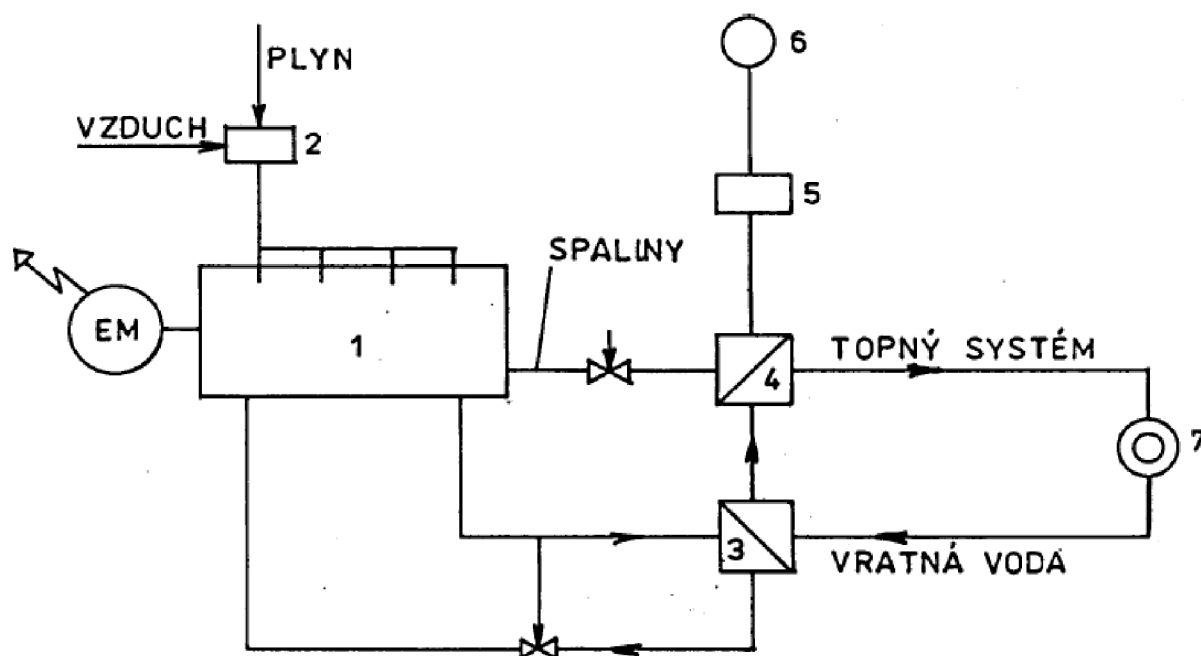 6
PLYN
VZDUCH
2
5
SPALINY
EM
1
4
TOPNÝ SYSTÉM
7
3
VRATNÁ VODA